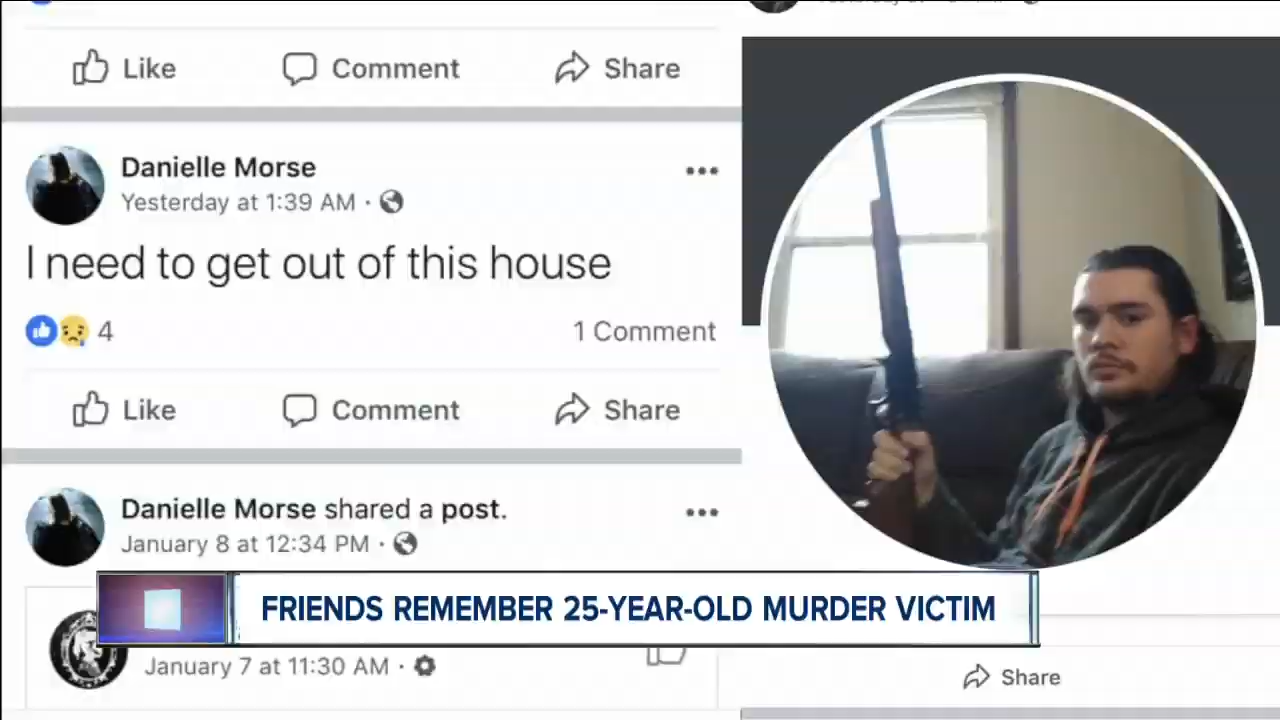 Like Comment Share
Danielle Morse
Yesterday at 1:39 AM ·
I need to get out of this house
4 1 Comment
Like Comment Share
Danielle Morse shared a post.
January 8 at 12:34 PM ·
FRIENDS REMEMBER 25-YEAR-OLD MURDER VICTIM
January 7 at 11:30 AM ·
Share